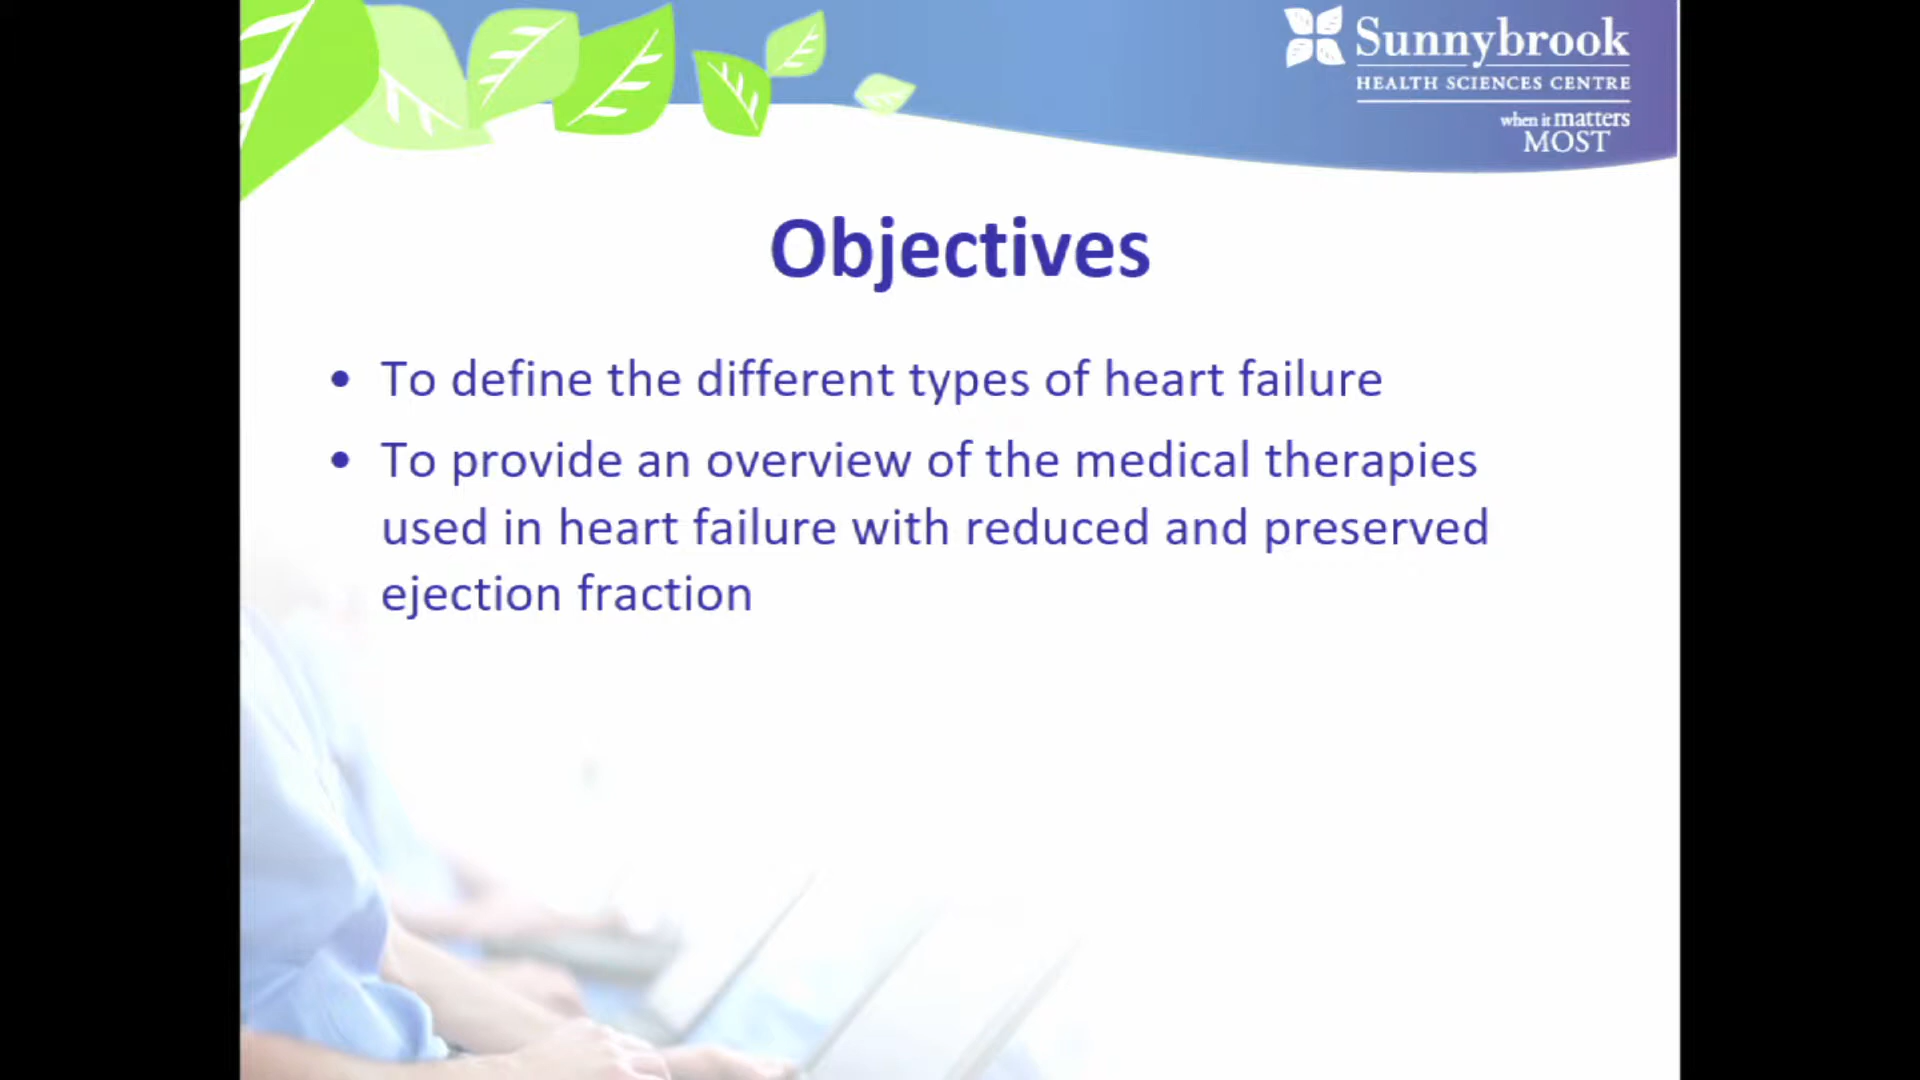 Sunnybrook
HEALTH SCIENCES CENTRE
when it matters
MOST
Objectives
• To define the different types of heart failure
• To provide an overview of the medical therapies
used in heart failure with reduced and preserved
ejection fraction